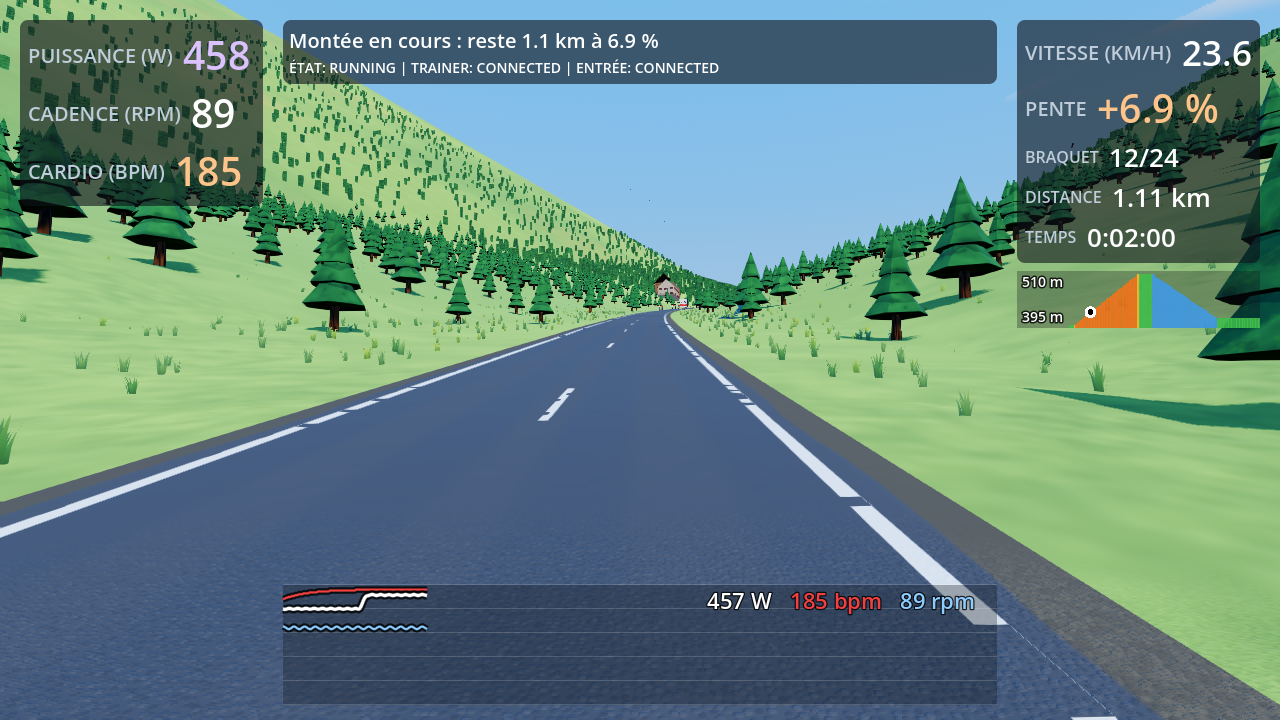 PUISSANCE (W) 458
CADENCE (RPM) 89
CARDIO (BPM) 185
Montée en cours : reste 1.1 km à 6.9 %
ÉTAT: RUNNING | TRAINER: CONNECTED | ENTRÉE: CONNECTED
VITESSE (KM/H) 23.6
PENTE +6.9 %
BRAQUET 12/24
DISTANCE 1.11 km
TEMPS 0:02:00
510 m
395 m
457 W 185 bpm 89 rpm